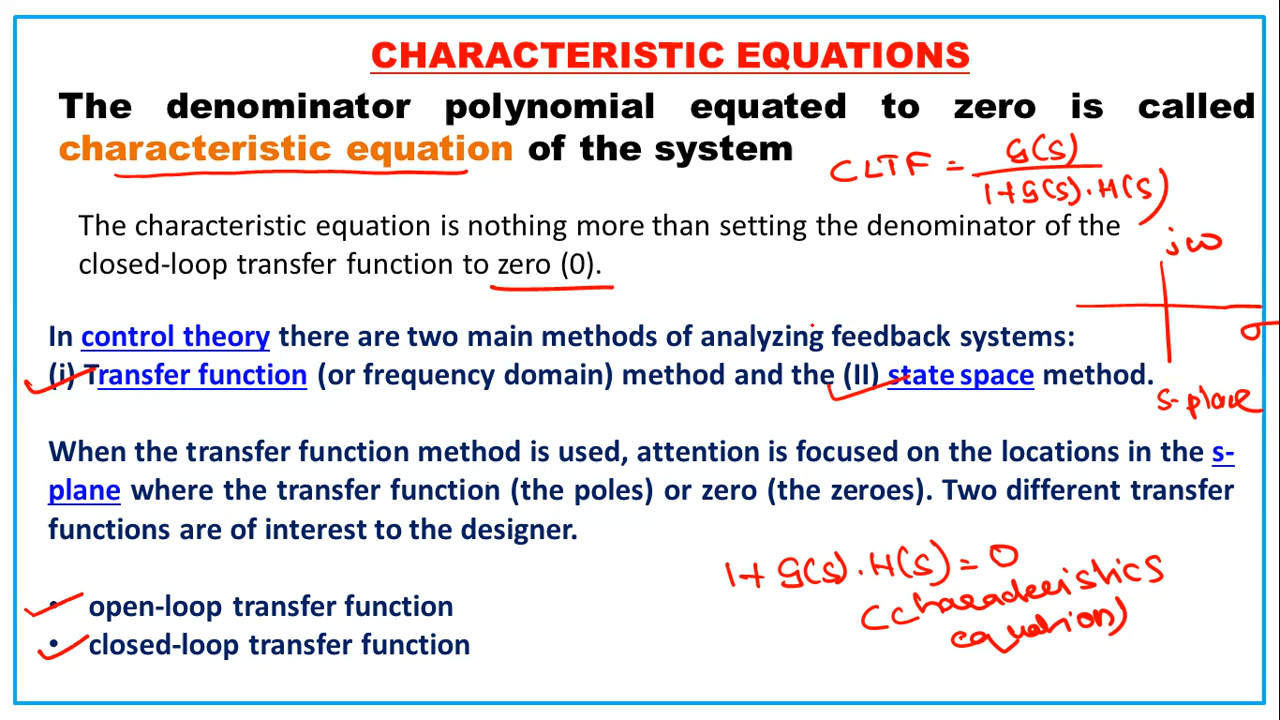 CHARACTERISTIC EQUATIONS
The denominator polynomial equated to zero is called
characteristic equation of the system
CLTF = G(S)
1+G(S).H(S)
The characteristic equation is nothing more than setting the denominator of the
closed-loop transfer function to zero (0).
jω
σ
In control theory there are two main methods of analyzing feedback systems:
(i) Transfer function (or frequency domain) method and the (II) state space method.
s-plane
When the transfer function method is used, attention is focused on the locations in the s-
plane where the transfer function (the poles) or zero (the zeroes). Two different transfer
functions are of interest to the designer.
1+ G(S).H(S)=0
(characteristics
equation)
• open-loop transfer function
• closed-loop transfer function